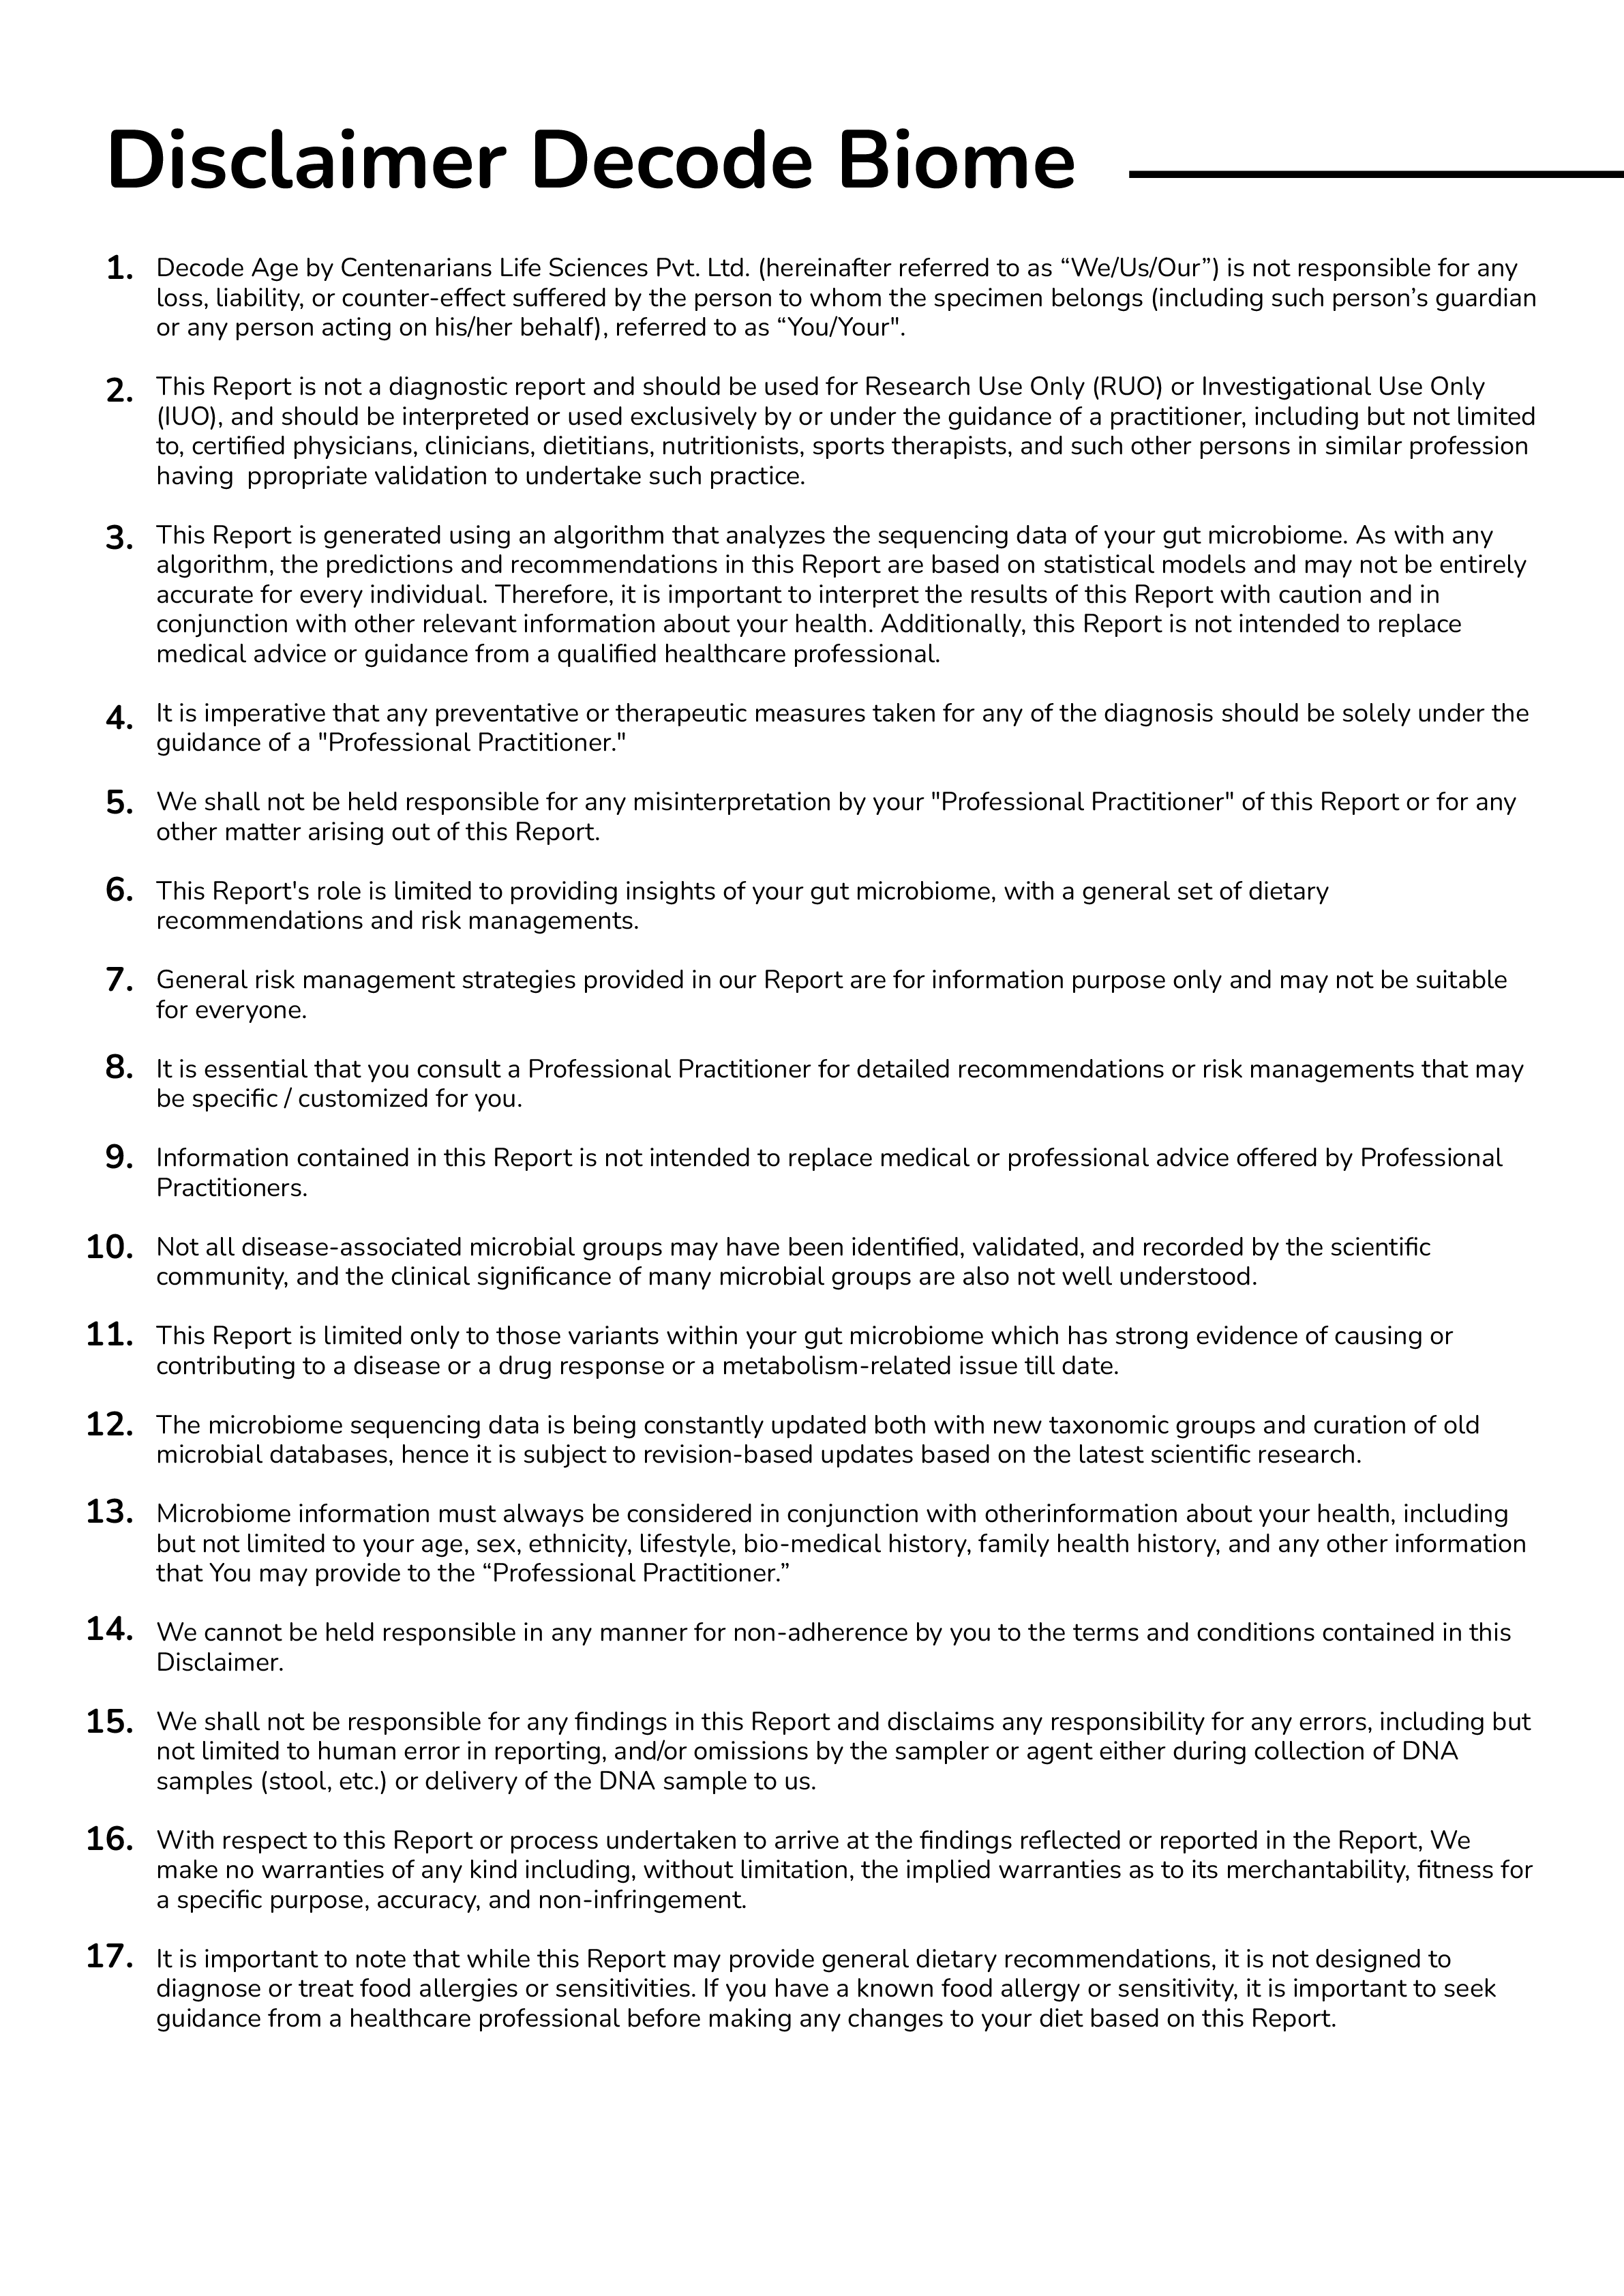 Disclaimer Decode Biome
1. Decode Age by Centenarians Life Sciences Pvt. Ltd. (hereinafter referred to as “We/Us/Our”) is not responsible for any
loss, liability, or counter-effect suffered by the person to whom the specimen belongs (including such person’s guardian
or any person acting on his/her behalf), referred to as “You/Your".
2. This Report is not a diagnostic report and should be used for Research Use Only (RUO) or Investigational Use Only
(IUO), and should be interpreted or used exclusively by or under the guidance of a practitioner, including but not limited
to, certified physicians, clinicians, dietitians, nutritionists, sports therapists, and such other persons in similar profession
having  ppropriate validation to undertake such practice.
3. This Report is generated using an algorithm that analyzes the sequencing data of your gut microbiome. As with any
algorithm, the predictions and recommendations in this Report are based on statistical models and may not be entirely
accurate for every individual. Therefore, it is important to interpret the results of this Report with caution and in
conjunction with other relevant information about your health. Additionally, this Report is not intended to replace
medical advice or guidance from a qualified healthcare professional.
4. It is imperative that any preventative or therapeutic measures taken for any of the diagnosis should be solely under the
guidance of a "Professional Practitioner."
5. We shall not be held responsible for any misinterpretation by your "Professional Practitioner" of this Report or for any
other matter arising out of this Report.
6. This Report's role is limited to providing insights of your gut microbiome, with a general set of dietary
recommendations and risk managements.
7. General risk management strategies provided in our Report are for information purpose only and may not be suitable
for everyone.
8. It is essential that you consult a Professional Practitioner for detailed recommendations or risk managements that may
be specific / customized for you.
9. Information contained in this Report is not intended to replace medical or professional advice offered by Professional
Practitioners.
10. Not all disease-associated microbial groups may have been identified, validated, and recorded by the scientific
community, and the clinical significance of many microbial groups are also not well understood.
11. This Report is limited only to those variants within your gut microbiome which has strong evidence of causing or
contributing to a disease or a drug response or a metabolism-related issue till date.
12. The microbiome sequencing data is being constantly updated both with new taxonomic groups and curation of old
microbial databases, hence it is subject to revision-based updates based on the latest scientific research.
13. Microbiome information must always be considered in conjunction with otherinformation about your health, including
but not limited to your age, sex, ethnicity, lifestyle, bio-medical history, family health history, and any other information
that You may provide to the “Professional Practitioner.”
14. We cannot be held responsible in any manner for non-adherence by you to the terms and conditions contained in this
Disclaimer.
15. We shall not be responsible for any findings in this Report and disclaims any responsibility for any errors, including but
not limited to human error in reporting, and/or omissions by the sampler or agent either during collection of DNA
samples (stool, etc.) or delivery of the DNA sample to us.
16. With respect to this Report or process undertaken to arrive at the findings reflected or reported in the Report, We
make no warranties of any kind including, without limitation, the implied warranties as to its merchantability, fitness for
a specific purpose, accuracy, and non-infringement.
17. It is important to note that while this Report may provide general dietary recommendations, it is not designed to
diagnose or treat food allergies or sensitivities. If you have a known food allergy or sensitivity, it is important to seek
guidance from a healthcare professional before making any changes to your diet based on this Report.